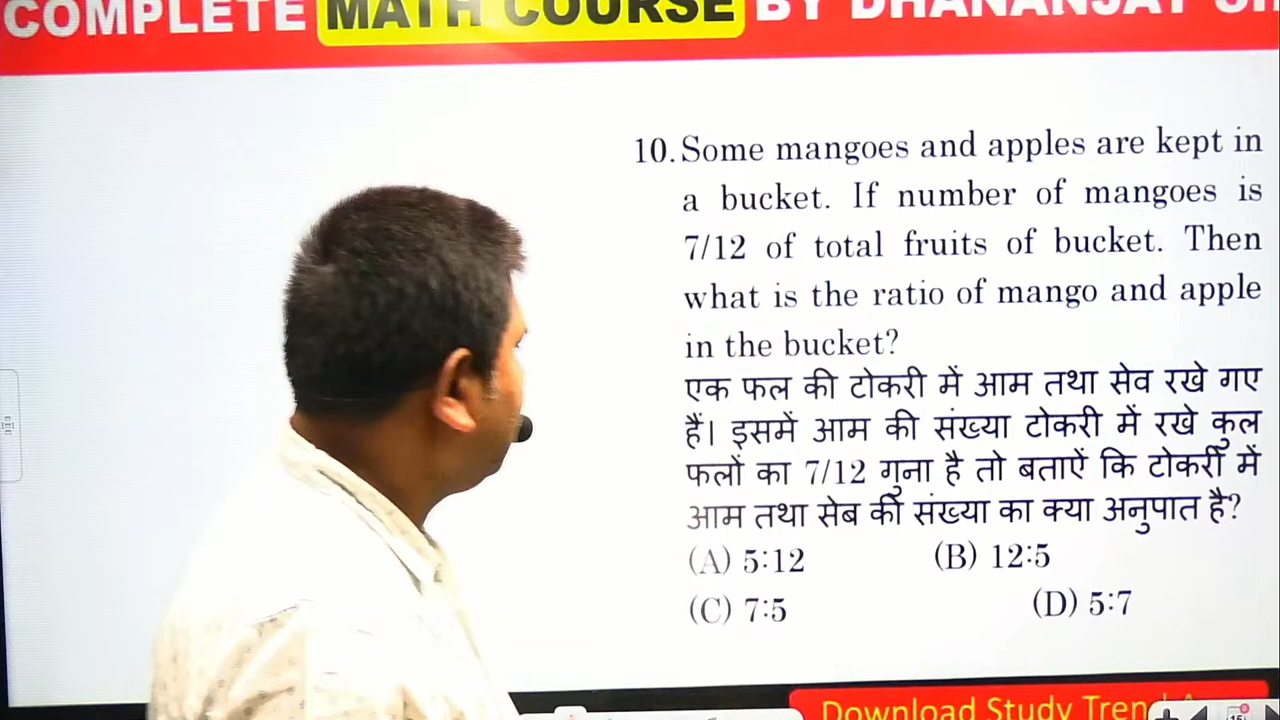 COMPLETE MATH COURSE BY DHANANJAY
10. Some mangoes and apples are kept in
a bucket. If number of mangoes is
7/12 of total fruits of bucket. Then
what is the ratio of mango and apple
in the bucket?
एक फल की टोकरी में आम तथा सेव रखे गए
हैं। इसमें आम की संख्या टोकरी में रखे कुल
फलों का 7/12 गुना है तो बताऐं कि टोकरी में
आम तथा सेब की संख्या का क्या अनुपात है?
(A) 5:12 (B) 12:5
(C) 7:5 (D) 5:7
Download Study